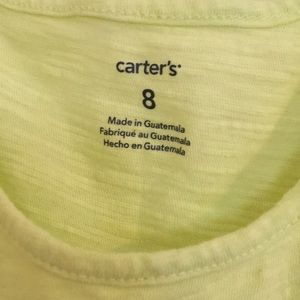 carter's
8
Made in Guatemala
Fabriqué au Guatemala
Hecho en Guatemala